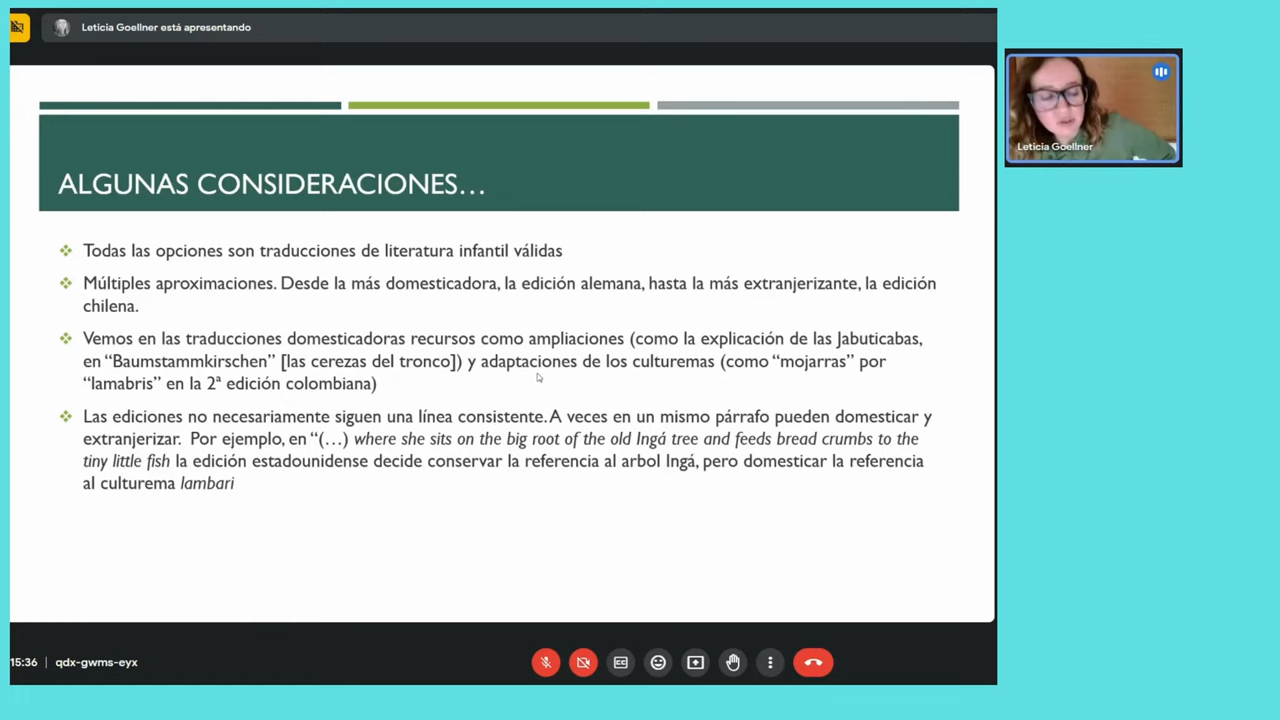 Leticia Goellner está apresentando
Leticia Goellner
ALGUNAS CONSIDERACIONES…
Todas las opciones son traducciones de literatura infantil válidas
Múltiples aproximaciones. Desde la más domesticadora, la edición alemana, hasta la más extranjerizante, la edición
chilena.
Vemos en las traducciones domesticadoras recursos como ampliaciones (como la explicación de las Jabuticabas,
en “Baumstammkirschen” [las cerezas del tronco]) y adaptaciones de los culturemas (como “mojarras” por
“lamabris” en la 2ª edición colombiana)
Las ediciones no necesariamente siguen una línea consistente. A veces en un mismo párrafo pueden domesticar y
extranjerizar. Por ejemplo, en “(…) where she sits on the big root of the old Ingá tree and feeds bread crumbs to the
tiny little fish la edición estadounidense decide conservar la referencia al arbol Ingá, pero domesticar la referencia
al culturema lambari
15:36 qdx-gwms-eyx